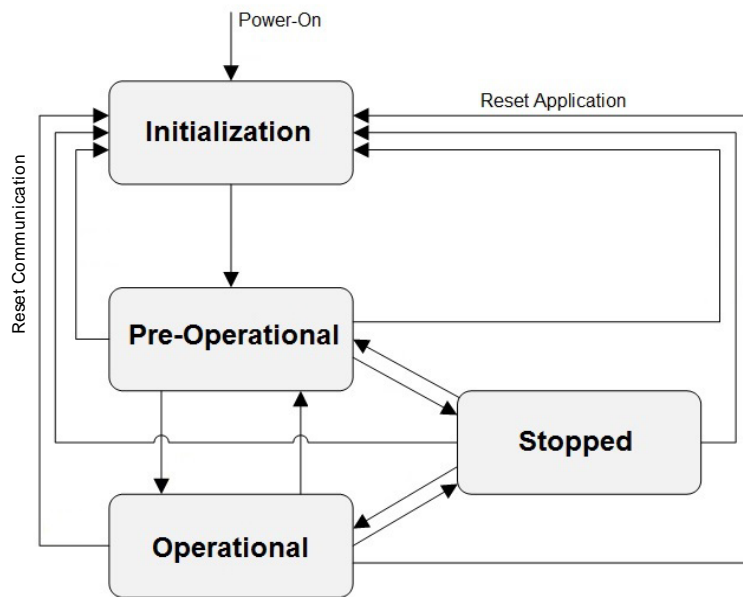 Power-On
Reset Application
Initialization
Reset Communication
Pre-Operational
Stopped
Operational